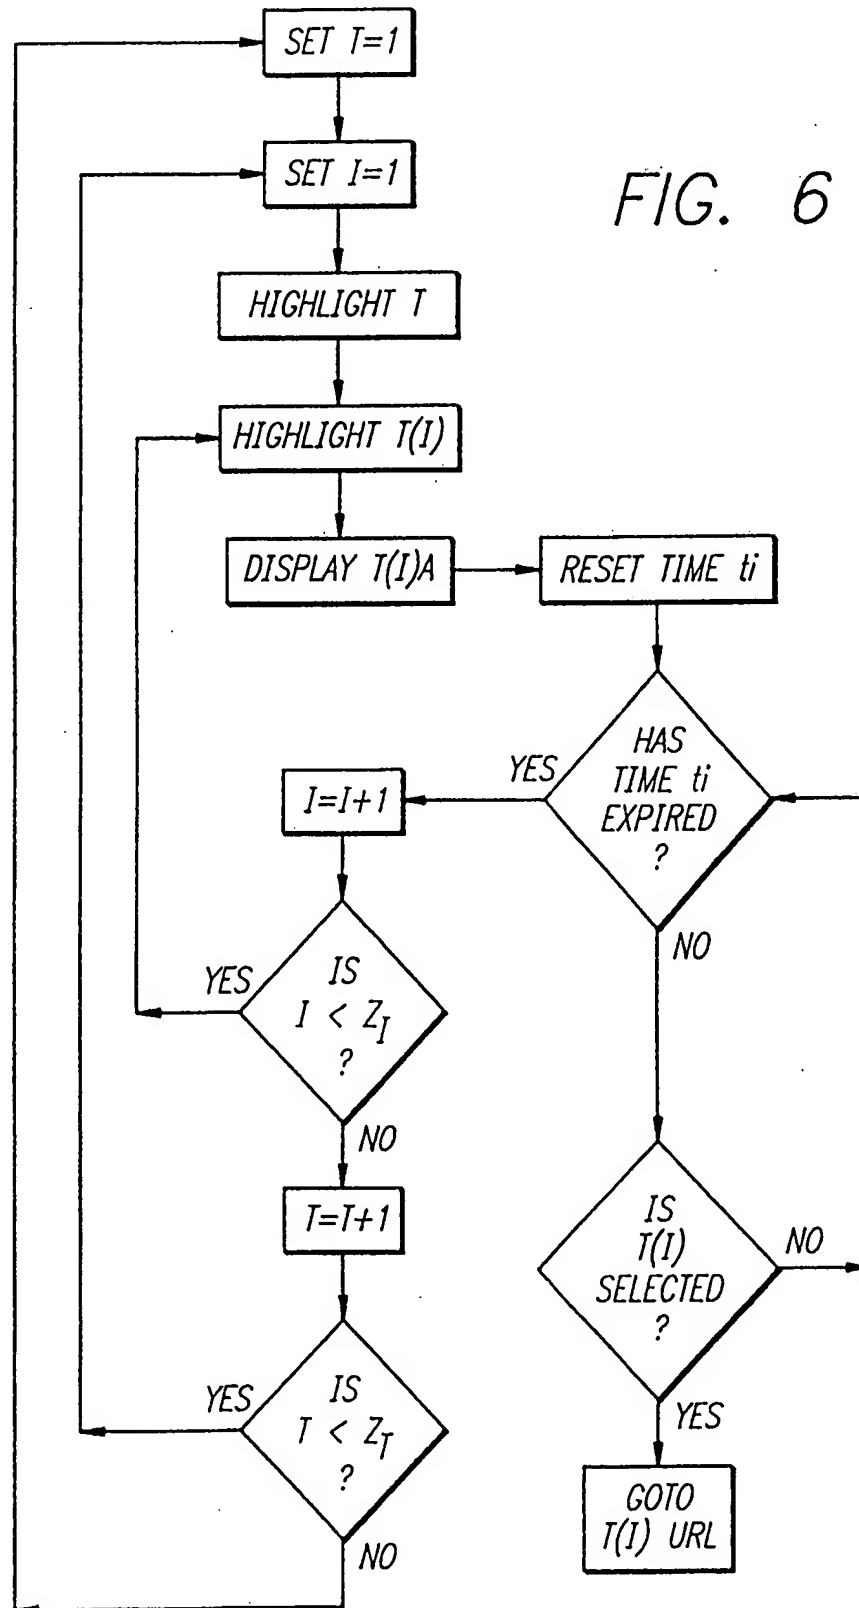 SET T=1
SET I=1
FIG. 6
HIGHLIGHT T
HIGHLIGHT T(I)
DISPLAY T(I)A
RESET TIME ti
HAS
TIME ti
EXPIRED
?
YES
NO
I=I+1
IS
I < Z_I
?
YES
NO
T=T+1
IS
T(I)
SELECTED
?
NO
YES
IS
T < Z_T
?
YES
NO
GOTO
T(I) URL